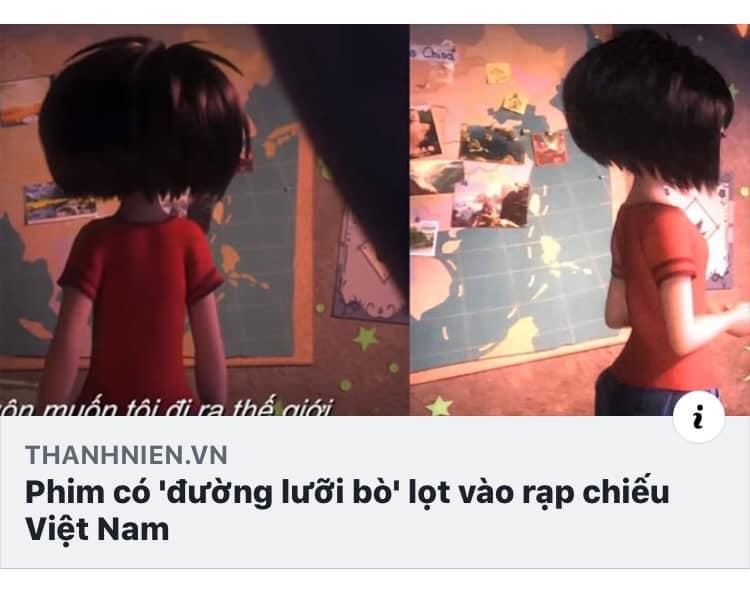 China
ôn muốn tôi đi ra thế giới
i
THANHNIEN.VN
Phim có 'đường lưỡi bò' lọt vào rạp chiếu
Việt Nam